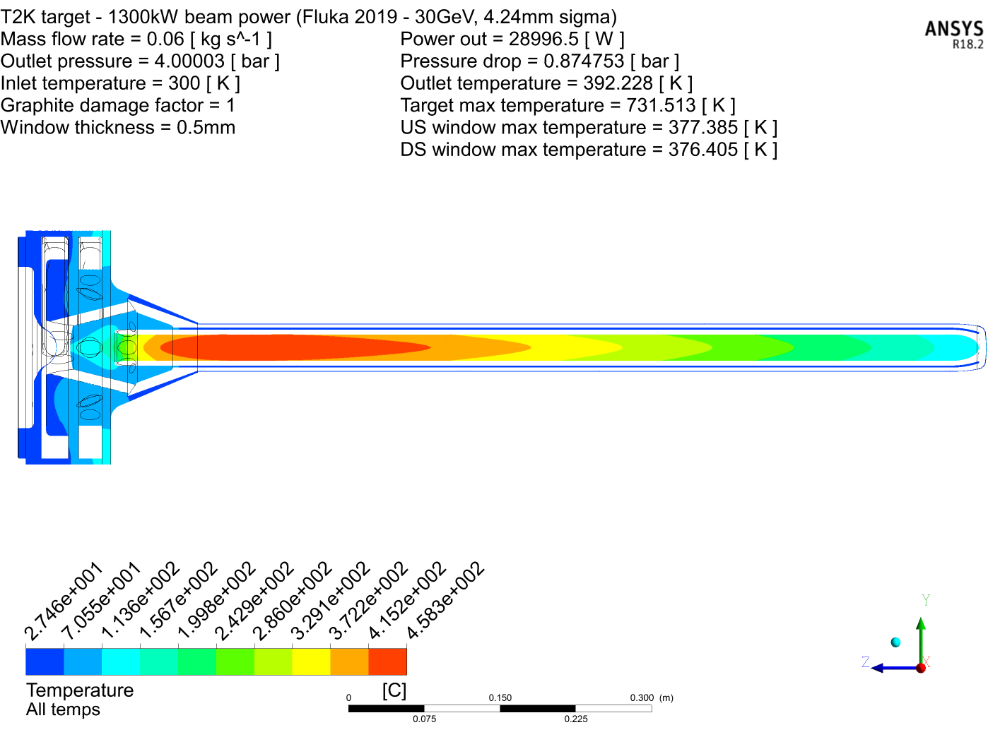 T2K target - 1300kW beam power (Fluka 2019 - 30GeV, 4.24mm sigma)
Mass flow rate = 0.06 [ kg s^-1 ]
Outlet pressure = 4.00003 [ bar ]
Inlet temperature = 300 [ K ]
Graphite damage factor = 1
Window thickness = 0.5mm
Power out = 28996.5 [ W ]
Pressure drop = 0.874753 [ bar ]
Outlet temperature = 392.228 [ K ]
Target max temperature = 731.513 [ K ]
US window max temperature = 377.385 [ K ]
DS window max temperature = 376.405 [ K ]
ANSYS
R18.2
2.746e+001
7.055e+001
1.136e+002
1.567e+002
1.998e+002
2.429e+002
2.860e+002
3.291e+002
3.722e+002
4.152e+002
4.583e+002
Temperature [C]
All temps
0 0.150 0.300 (m)
0.075 0.225
Y
Z X